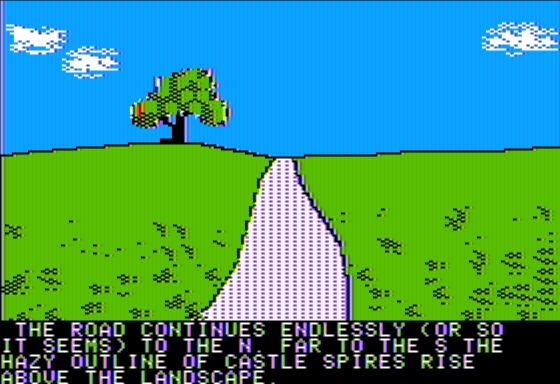 THE ROAD CONTINUES ENDLESSLY (OR SO
IT SEEMS) TO THE N. FAR TO THE S THE
HAZY OUTLINE OF CASTLE SPIRES RISE
ABOVE THE LANDSCAPE.